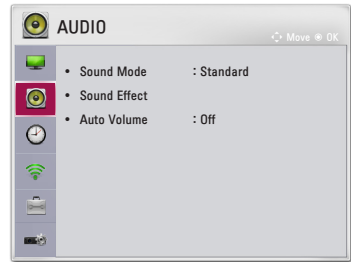 AUDIO
Move OK
• Sound Mode : Standard
• Sound Effect
• Auto Volume : Off